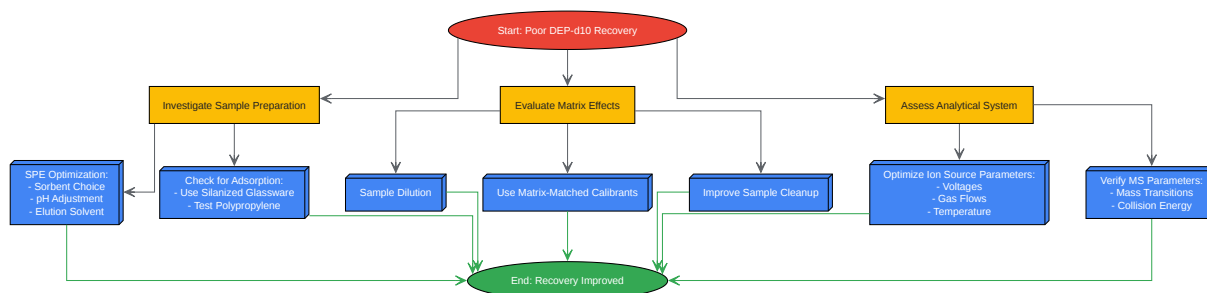 Start: Poor DEP-d10 Recovery
Investigate Sample Preparation
Evaluate Matrix Effects
Assess Analytical System
SPE Optimization:
- Sorbent Choice
- pH Adjustment
- Elution Solvent
Check for Adsorption:
- Use Silanized Glassware
- Test Polypropylene
Sample Dilution
Use Matrix-Matched Calibrants
Improve Sample Cleanup
Optimize Ion Source Parameters:
- Voltages
- Gas Flows
- Temperature
Verify MS Parameters:
- Mass Transitions
- Collision Energy
End: Recovery Improved